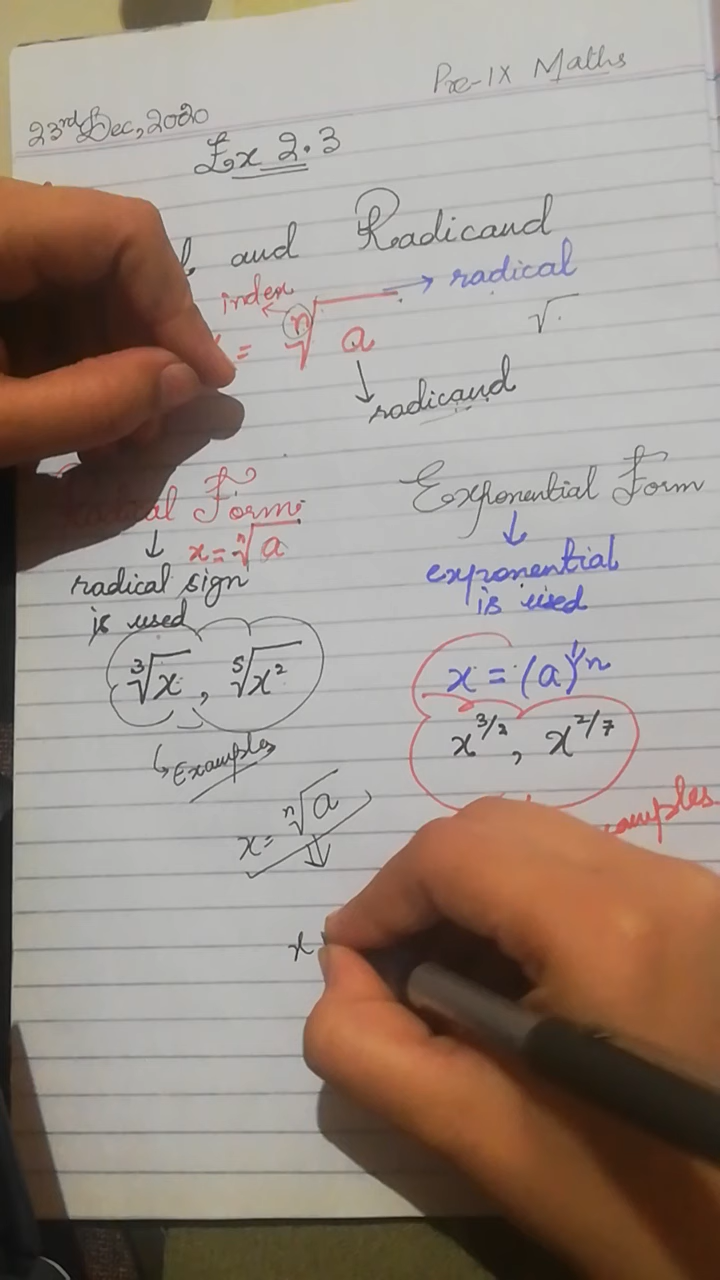 Pre-IX Maths
23rd Dec, 2020
Ex 2.3
and Radicand
index
→ radical
= ⁿ√a
√
↓
radicand
Form
x = ⁿ√a
↓
radical sign
is used
³√x , ⁵√x²
↳ Examples
Exponential Form
↓
exponential
is used
x = (a)^1/n
x^3/2 , x^2/7
x = ⁿ√a
↓
x